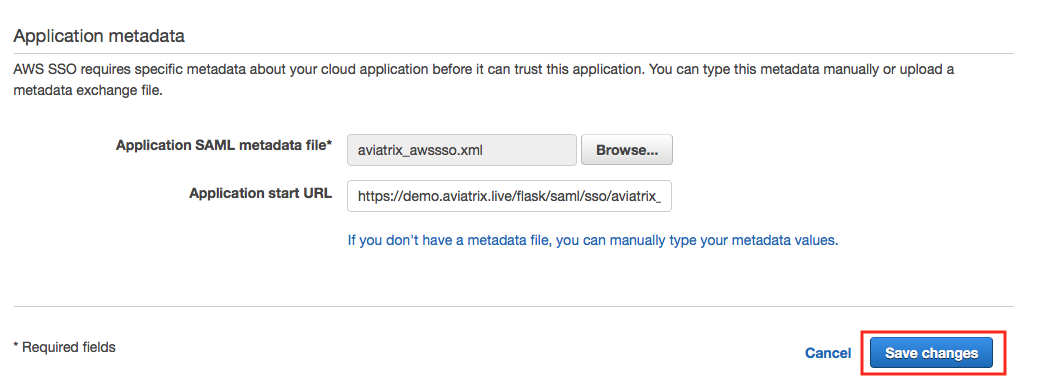 Application metadata
AWS SSO requires specific metadata about your cloud application before it can trust this application. You can type this metadata manually or upload a
metadata exchange file.
Application SAML metadata file* aviatrix_awssso.xml Browse...
Application start URL https://demo.aviatrix.live/flask/saml/sso/aviatrix_
If you don't have a metadata file, you can manually type your metadata values.
* Required fields Cancel Save changes